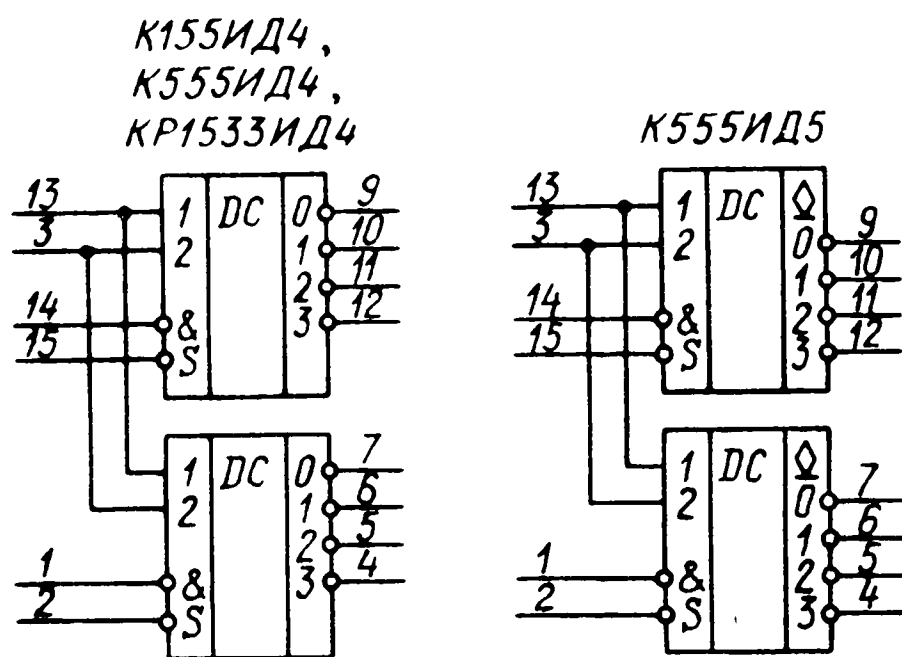 К155ИД4,
К555ИД4,
КР1533ИД4
13 1 DC 0 9
3 2 1 10
2 11
14 & 3 12
15 S
1 DC 0 7
2 1 6
2 5
1 & 3 4
2 S
К555ИД5
13 1 DC ◇
3 2 0 9
1 10
14 & 2 11
15 S 3 12
1 DC ◇
2 0 7
1 6
1 & 2 5
2 S 3 4